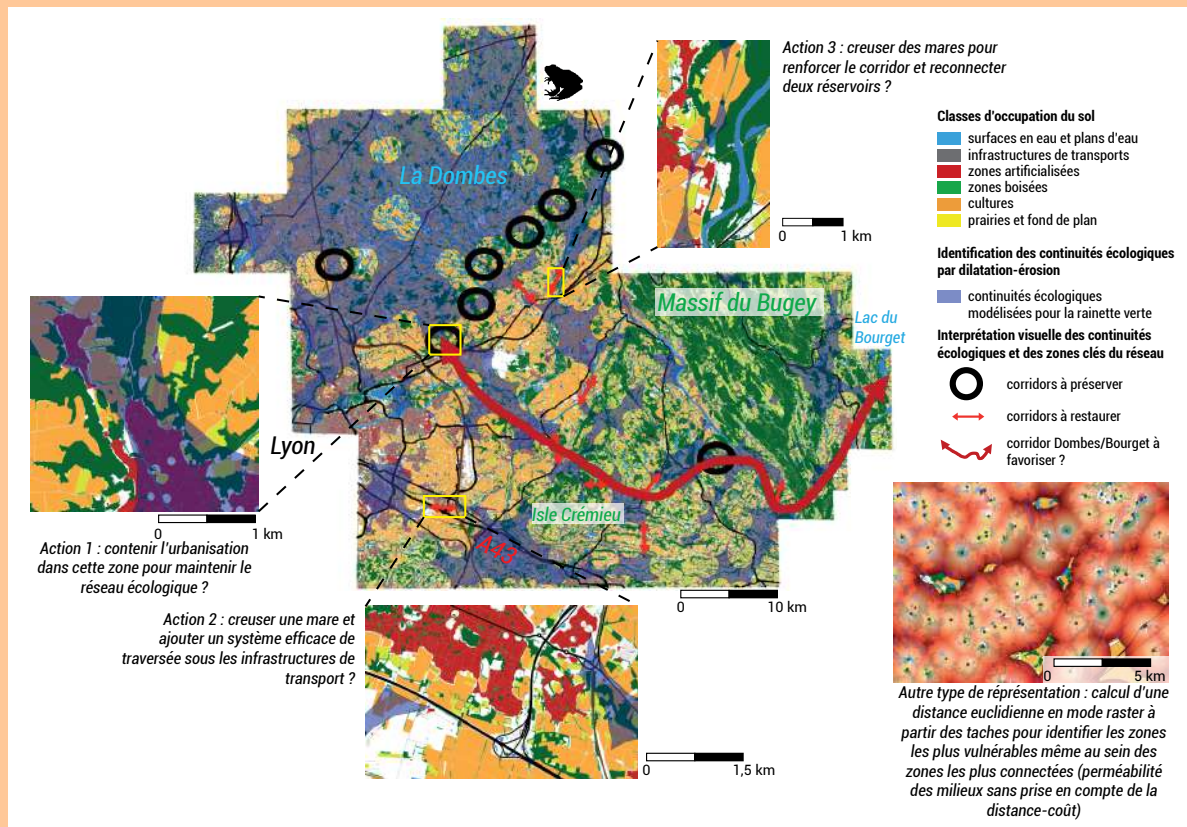 Action 3 : creuser des mares pour
renforcer le corridor et reconnecter
deux réservoirs ?
0 1 km
Classes d'occupation du sol
surfaces en eau et plans d'eau
infrastructures de transports
zones artificialisées
zones boisées
cultures
prairies et fond de plan
Identification des continuités écologiques
par dilatation-érosion
continuités écologiques
modélisées pour la rainette verte
Interprétation visuelle des continuités
écologiques et des zones clés du réseau
corridors à préserver
corridors à restaurer
corridor Dombes/Bourget à
favoriser ?
La Dombes
Massif du Bugey
Lac du
Bourget
Lyon
Isle Crémieu
A43
0 10 km
0 1 km
Action 1 : contenir l'urbanisation
dans cette zone pour maintenir le
réseau écologique ?
Action 2 : creuser une mare et
ajouter un système efficace de
traversée sous les infrastructures de
transport ?
0 1,5 km
0 5 km
Autre type de réprésentation : calcul d'une
distance euclidienne en mode raster à
partir des taches pour identifier les zones
les plus vulnérables même au sein des
zones les plus connectées (perméabilité
des milieux sans prise en compte de la
distance-coût)